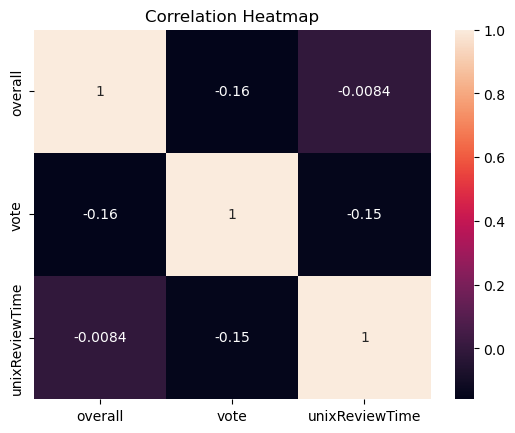 Correlation Heatmap
overall
1
-0.16
-0.0084
vote
-0.16
1
-0.15
unixReviewTime
-0.0084
-0.15
1
overall
vote
unixReviewTime
1.0
0.8
0.6
0.4
0.2
0.0